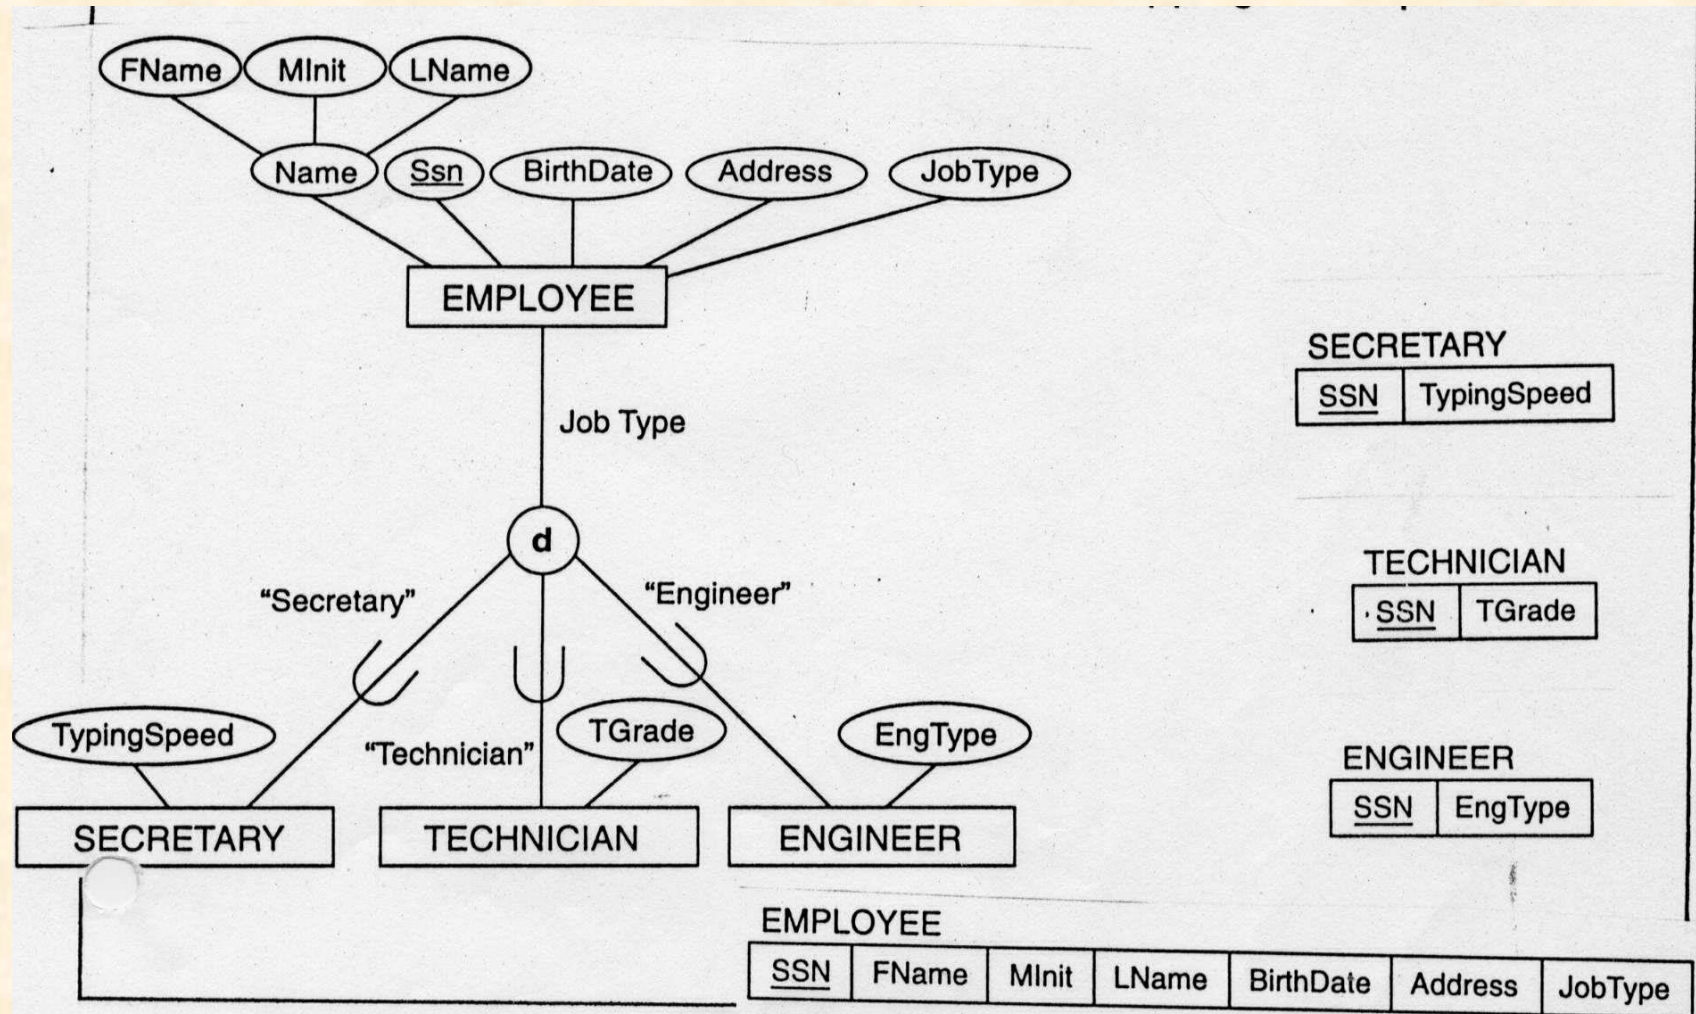 FName MInit LName
Name Ssn BirthDate Address JobType
EMPLOYEE
Job Type
d
“Secretary” “Engineer”
“Technician”
TypingSpeed TGrade EngType
SECRETARY TECHNICIAN ENGINEER
SECRETARY
SSN TypingSpeed
TECHNICIAN
SSN TGrade
ENGINEER
SSN EngType
EMPLOYEE
SSN FName MInit LName BirthDate Address JobType